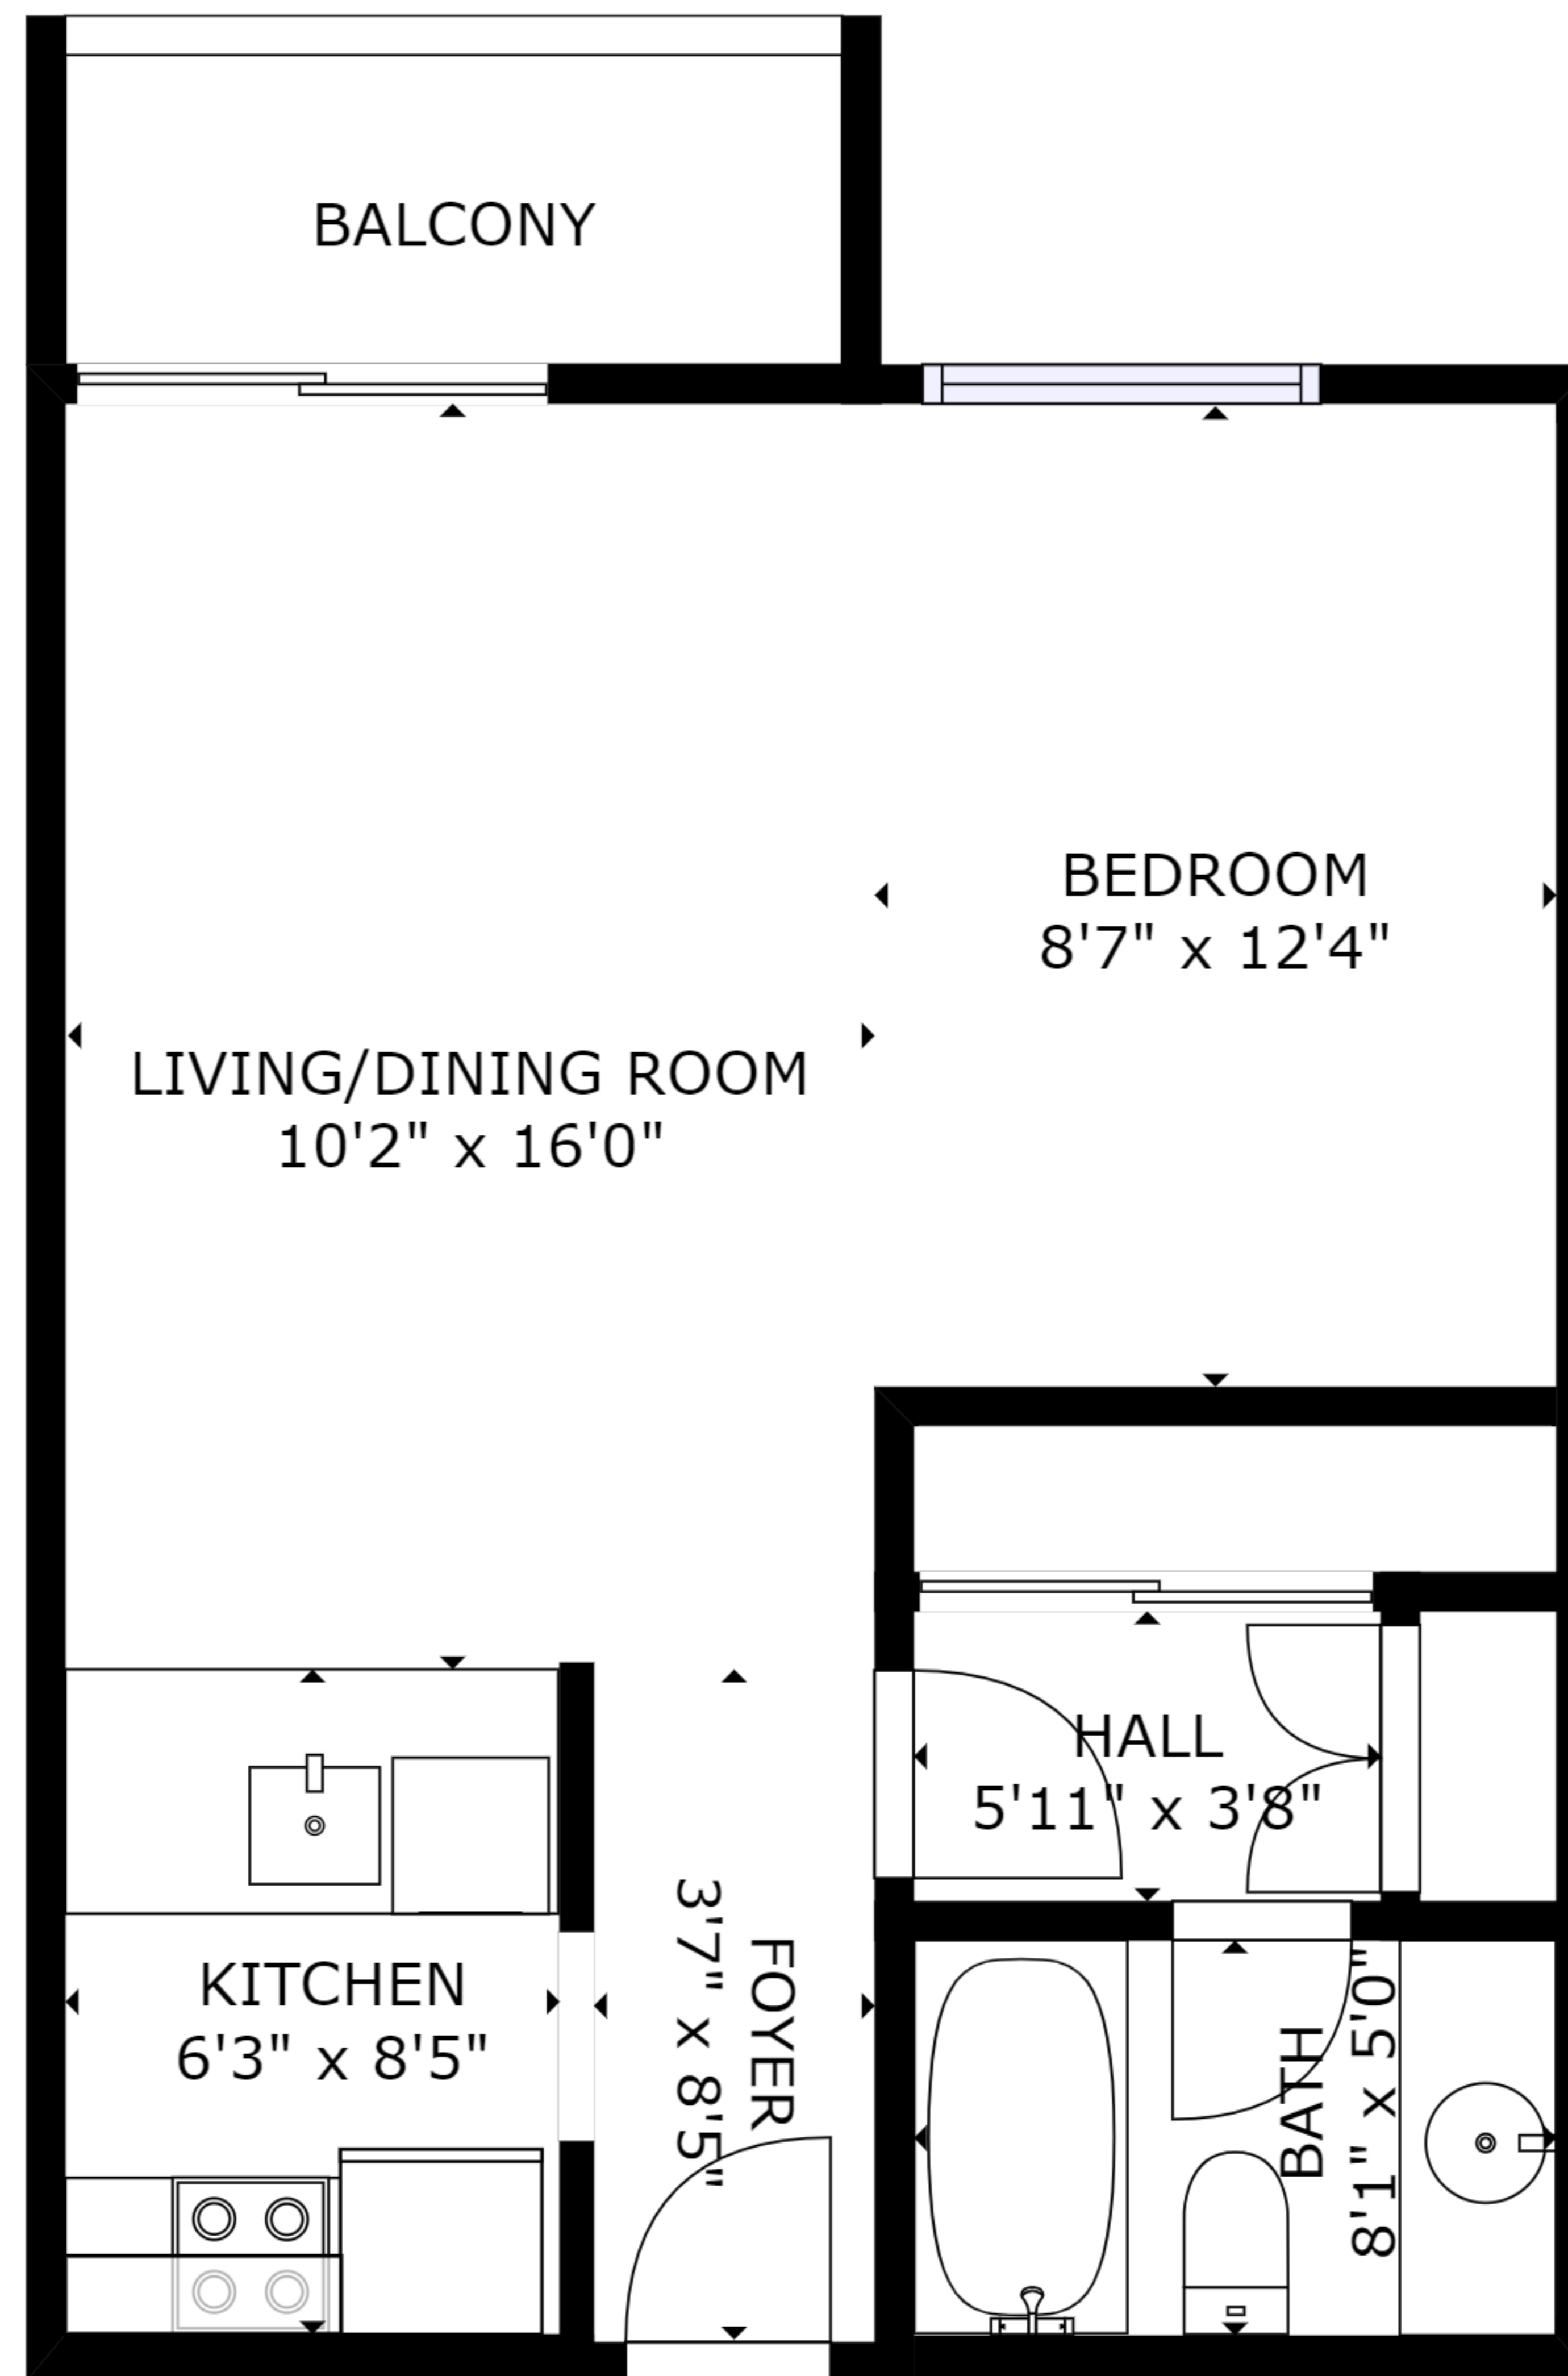 BALCONY
BEDROOM
8'7" x 12'4"
LIVING/DINING ROOM
10'2" x 16'0"
HALL
5'11" x 3'8"
KITCHEN
6'3" x 8'5"
FOYER
3'7" x 8'5"
BATH
8'1" x 5'0"